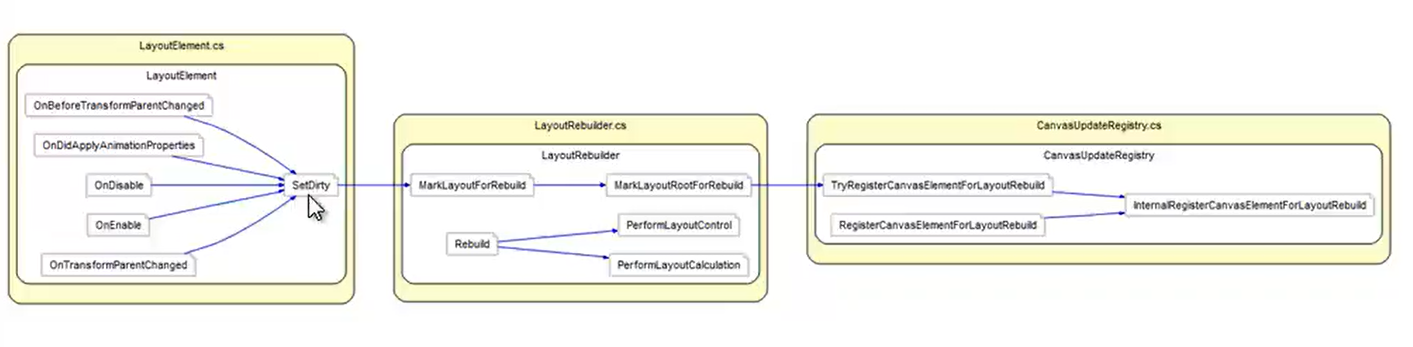 LayoutElement.cs
LayoutElement
OnBeforeTransformParentChanged
OnDidApplyAnimationProperties
OnDisable
OnEnable
OnTransformParentChanged
SetDirty
LayoutRebuilder.cs
LayoutRebuilder
MarkLayoutForRebuild
MarkLayoutRootForRebuild
Rebuild
PerformLayoutControl
PerformLayoutCalculation
CanvasUpdateRegistry.cs
CanvasUpdateRegistry
TryRegisterCanvasElementForLayoutRebuild
RegisterCanvasElementForLayoutRebuild
InternalRegisterCanvasElementForLayoutRebuild